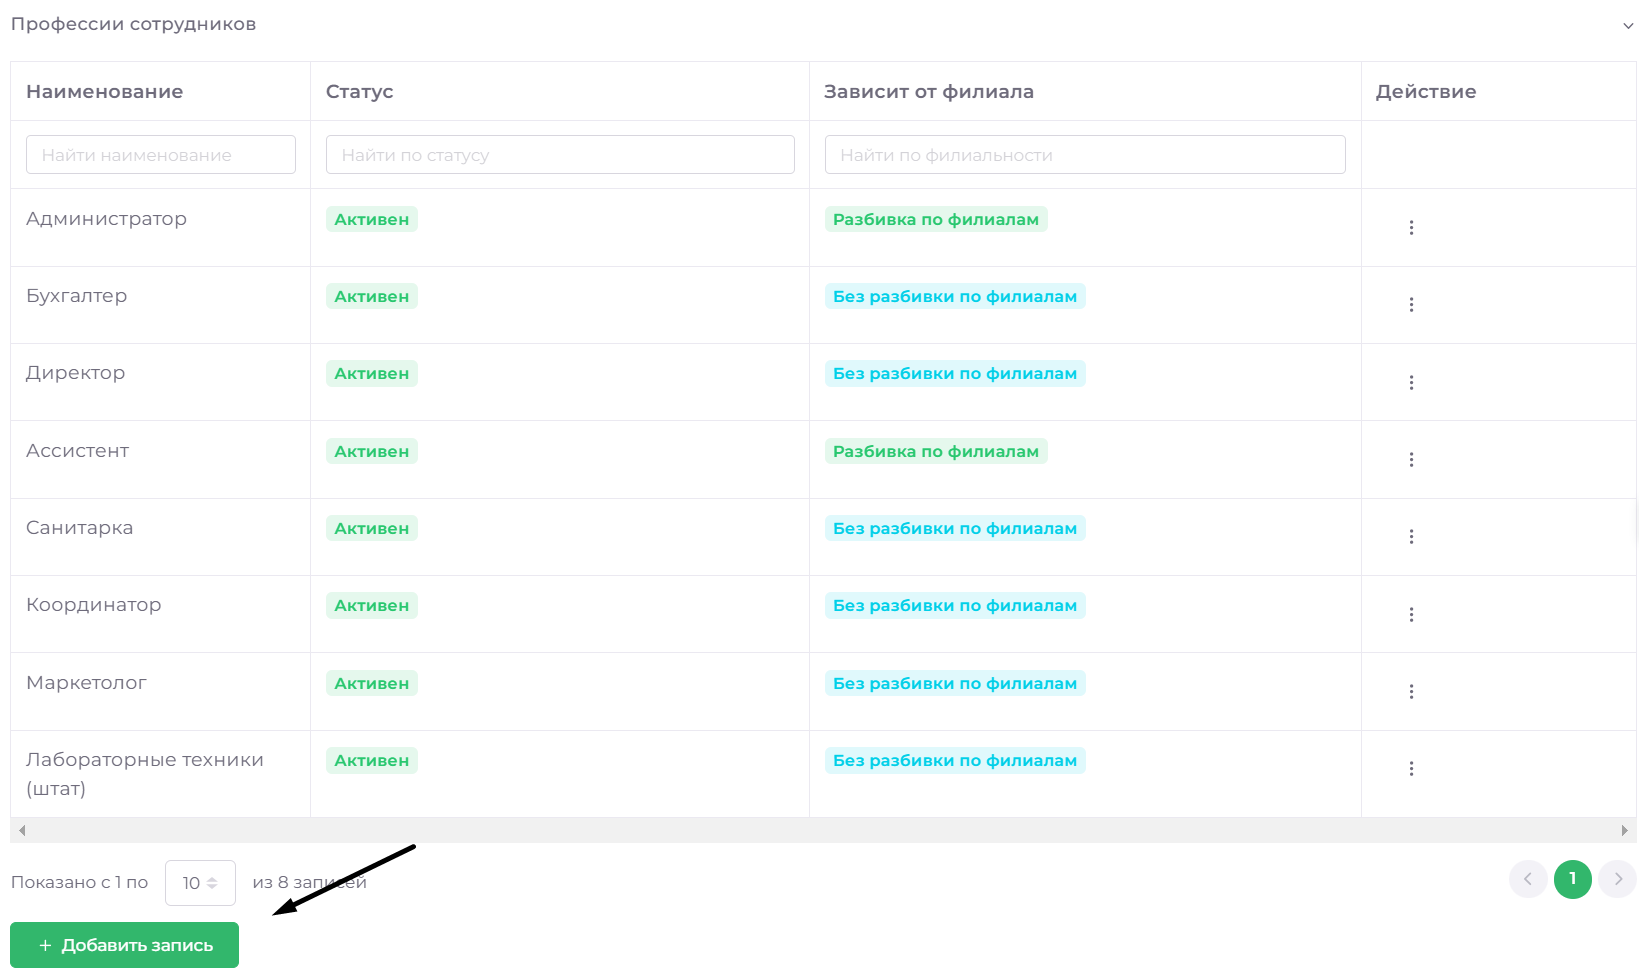 Профессии сотрудников
Наименование Статус Зависит от филиала Действие
Найти наименование Найти по статусу Найти по филиальности
Администратор Активен Разбивка по филиалам
Бухгалтер Активен Без разбивки по филиалам
Директор Активен Без разбивки по филиалам
Ассистент Активен Разбивка по филиалам
Санитарка Активен Без разбивки по филиалам
Координатор Активен Без разбивки по филиалам
Маркетолог Активен Без разбивки по филиалам
Лабораторные техники Активен Без разбивки по филиалам
(штат)
Показано с 1 по 10 из 8 записей 1
+ Добавить запись